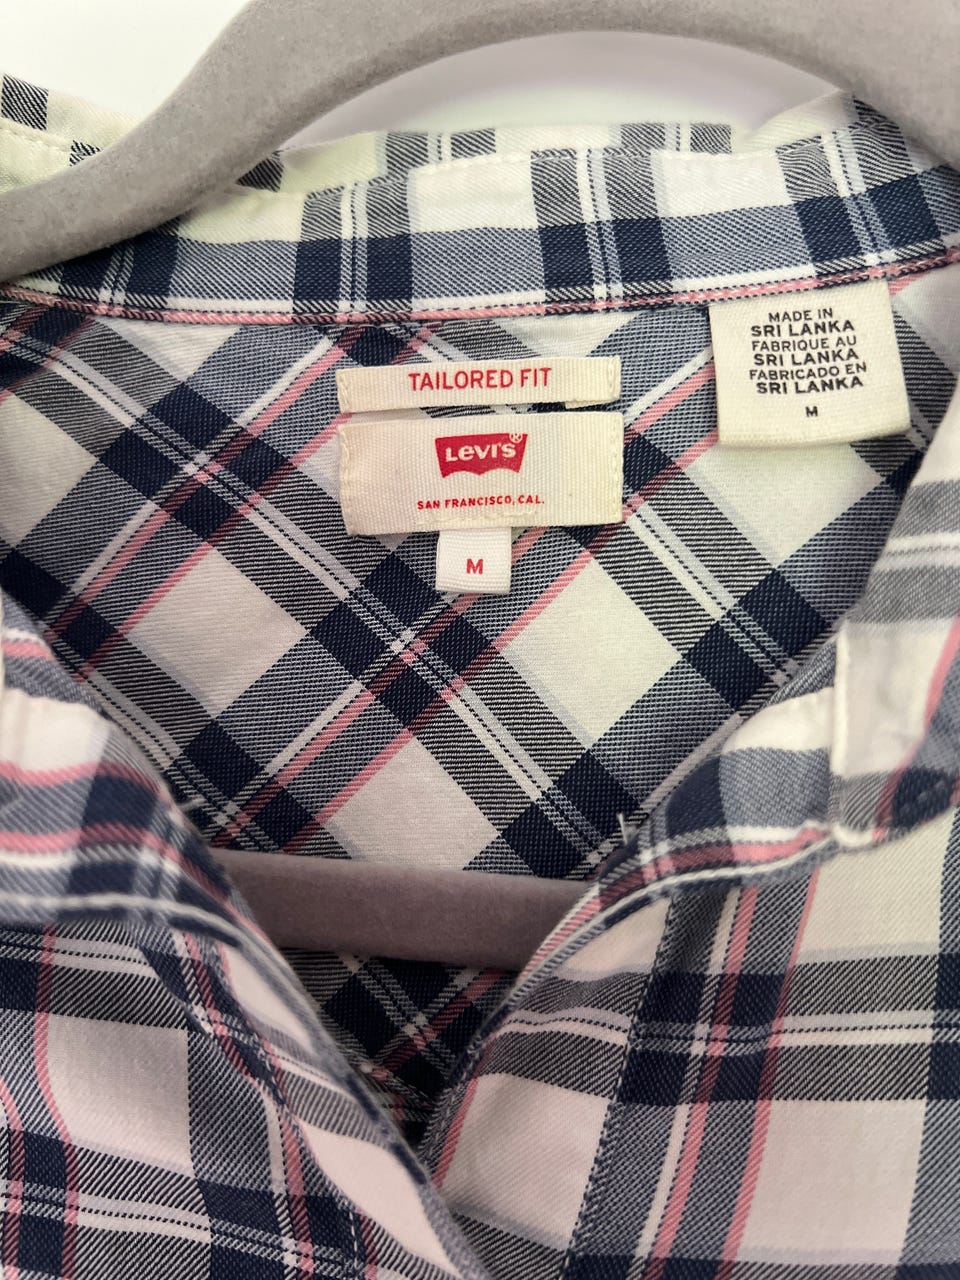 TAILORED FIT
Levi's®
SAN FRANCISCO, CAL.
M
MADE IN
SRI LANKA
FABRIQUE AU
SRI LANKA
FABRICADO EN
SRI LANKA
M